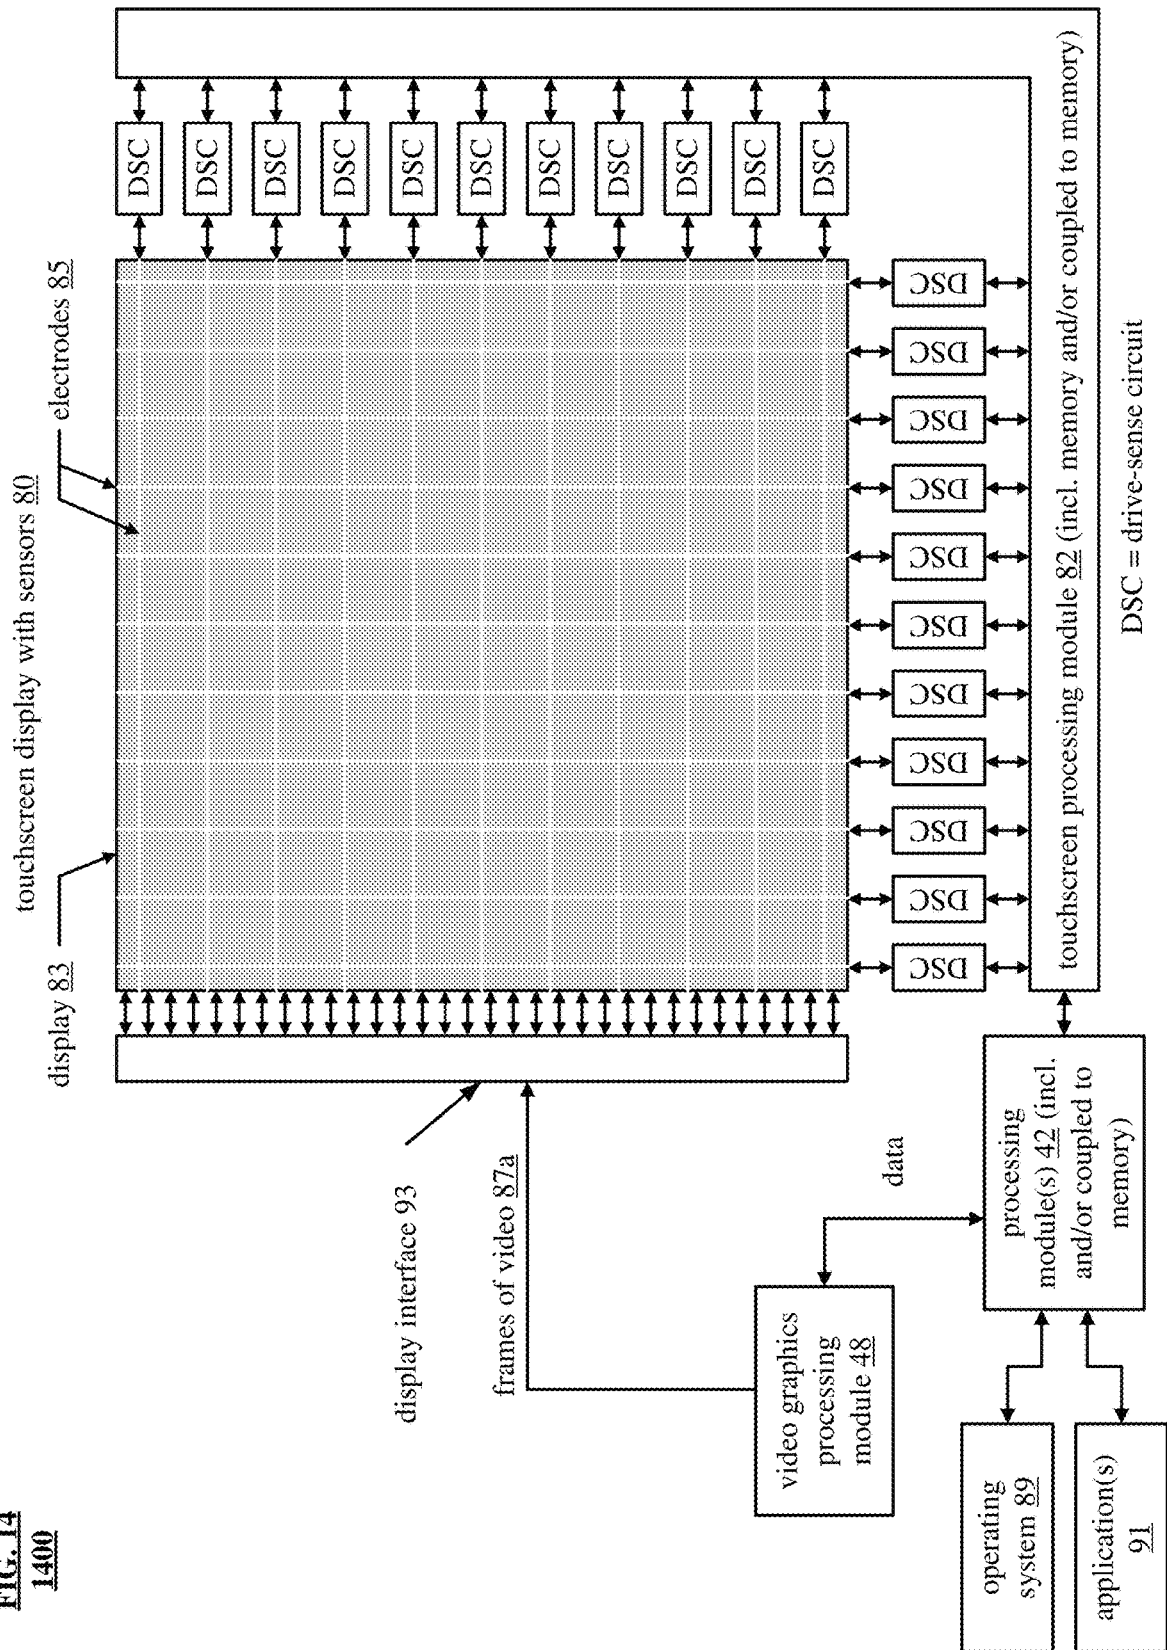 FIG. 14
1400
touchscreen display with sensors 80
display 83
electrodes 85
DSC
DSC
DSC
DSC
DSC
DSC
DSC
DSC
DSC
DSC
DSC
display interface 93
frames of video 87a
video graphics
processing
module 48
data
DSC
DSC
DSC
DSC
DSC
DSC
DSC
DSC
DSC
DSC
DSC
operating
system 89
application(s)
91
processing
module(s) 42 (incl.
and/or coupled to
memory)
touchscreen processing module 82 (incl. memory and/or coupled to memory)
DSC = drive-sense circuit